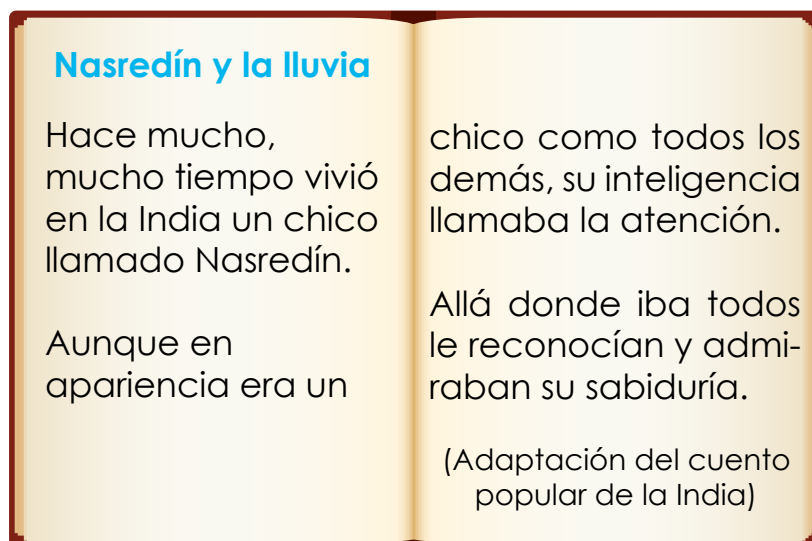 Nasredín y la lluvia
Hace mucho,
mucho tiempo vivió
en la India un chico
llamado Nasredín.
Aunque en
apariencia era un
chico como todos los
demás, su inteligencia
llamaba la atención.
Allá donde iba todos
le reconocían y admi-
raban su sabiduría.
(Adaptación del cuento
popular de la India)